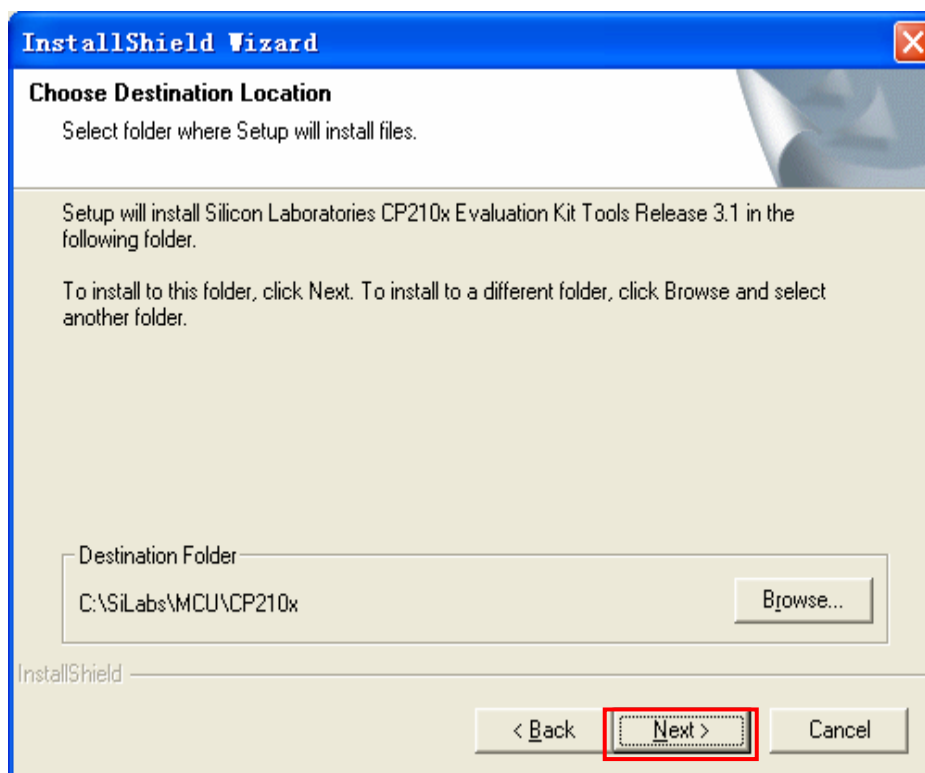 InstallShield Wizard
Choose Destination Location
Select folder where Setup will install files.
Setup will install Silicon Laboratories CP210x Evaluation Kit Tools Release 3.1 in the
following folder.
To install to this folder, click Next. To install to a different folder, click Browse and select
another folder.
Destination Folder
C:\SiLabs\MCU\CP210x
Browse...
InstallShield
< Back
Next >
Cancel